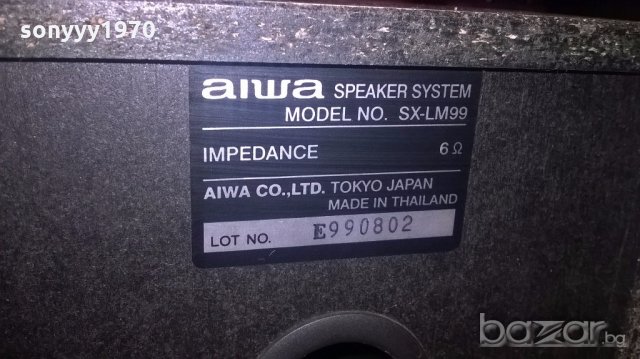 sonyyy1970
aiwa SPEAKER SYSTEM
MODEL NO. SX-LM99
IMPEDANCE 6 Ω
AIWA CO.,LTD. TOKYO JAPAN
MADE IN THAILAND
LOT NO. E990802
bazar.bg